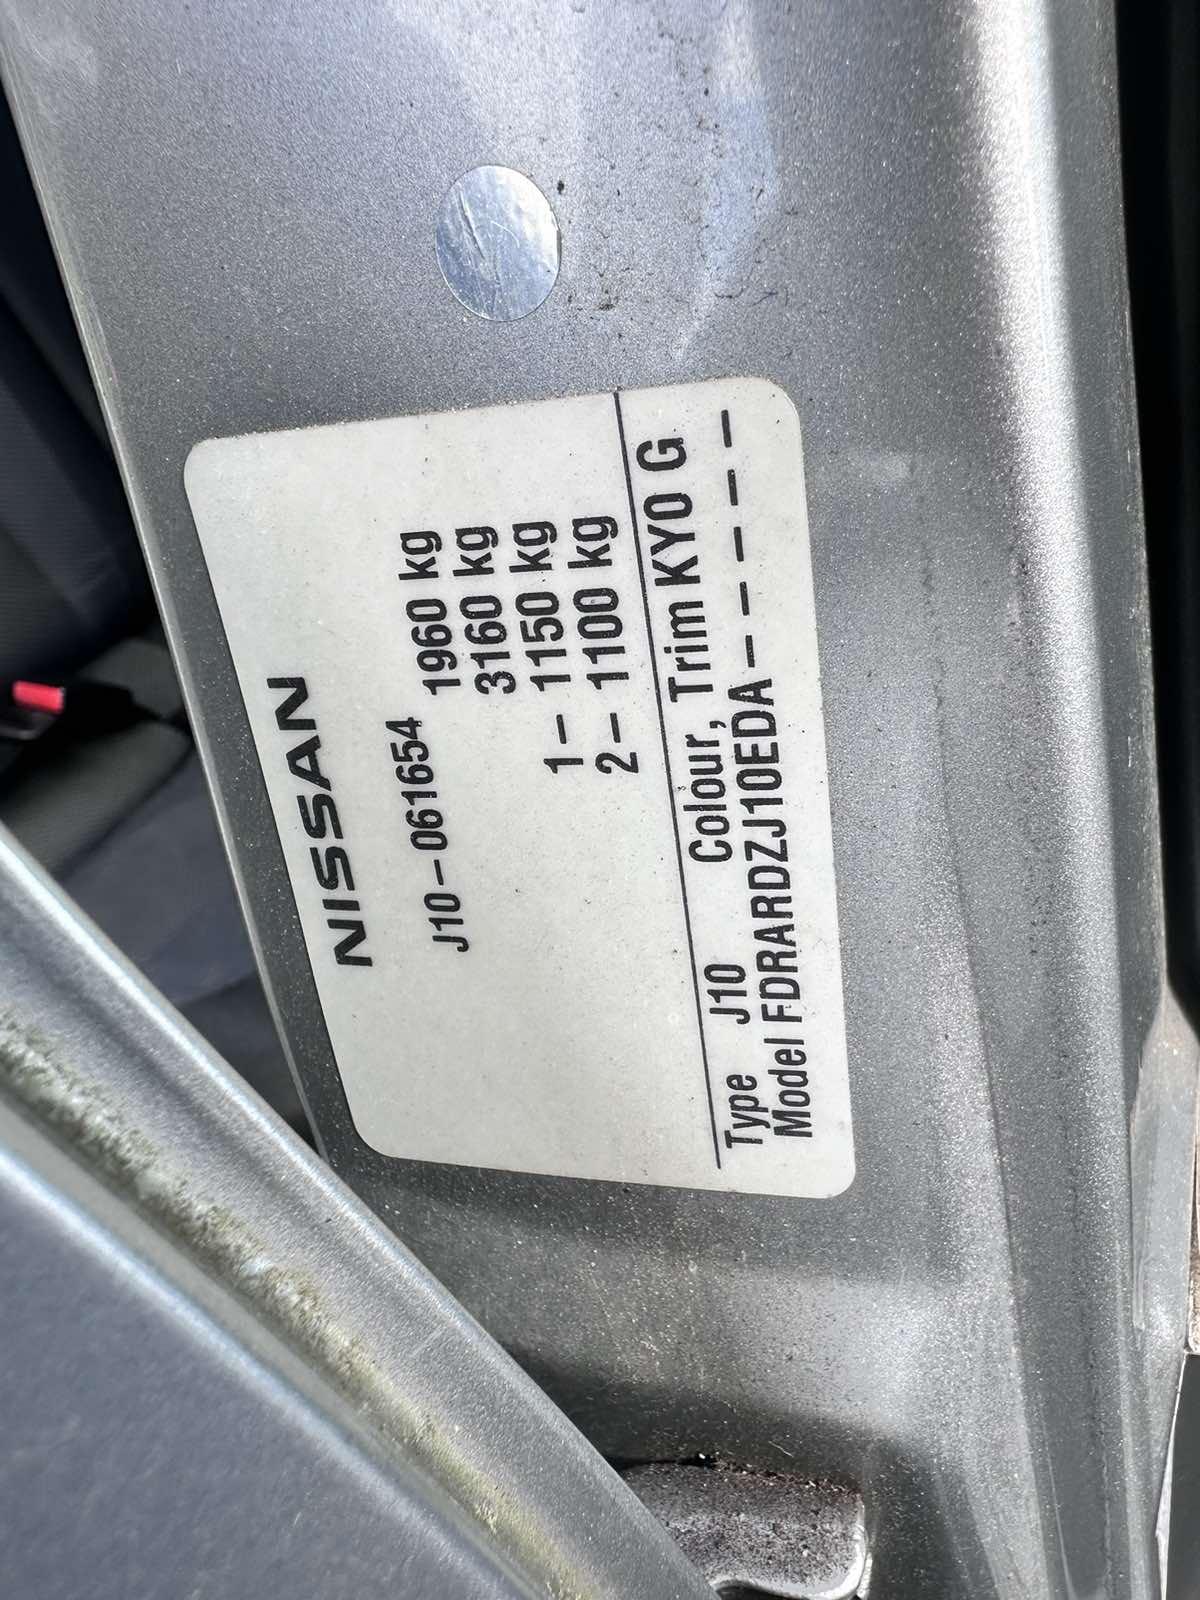 NISSAN
J10-061654
1960 kg
3160 kg
1- 1150 kg
2- 1100 kg
Type J10 Colour, Trim KY0 G
Model FDRARDZJ10EDA-----